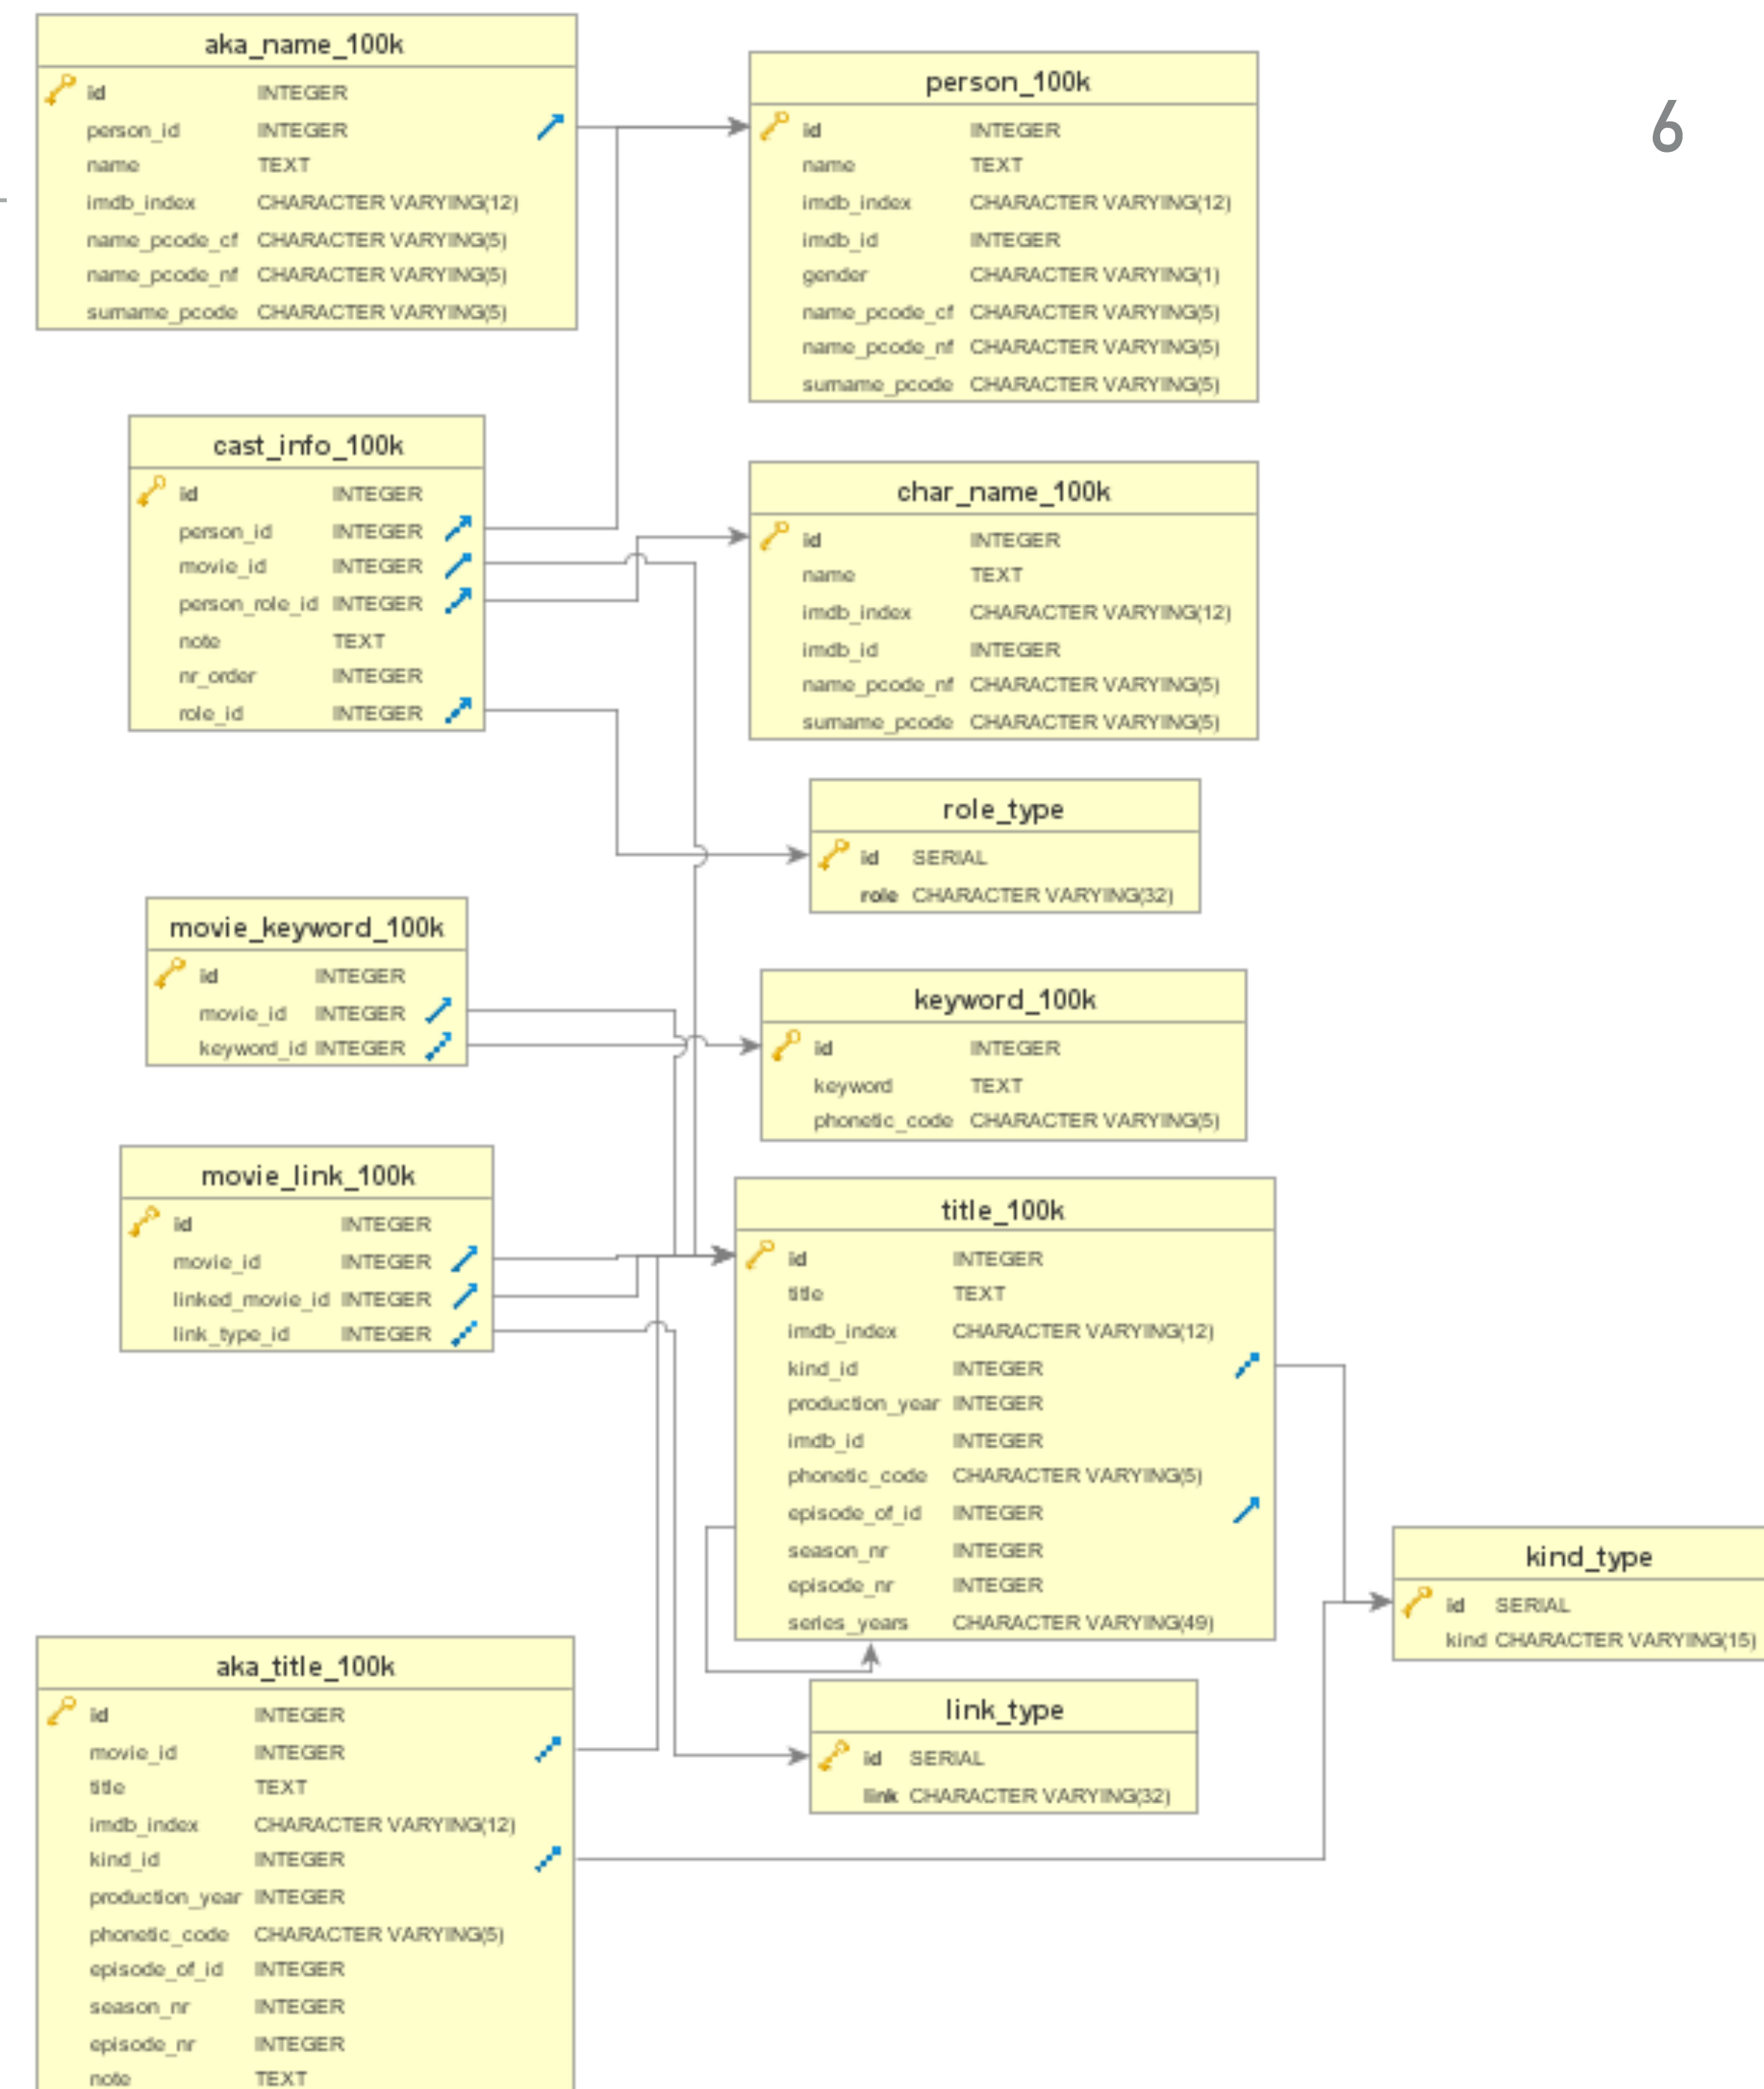 6
aka_name_100k
id INTEGER
person_id INTEGER
name TEXT
imdb_index CHARACTER VARYING(12)
name_pcode_cf CHARACTER VARYING(5)
name_pcode_nf CHARACTER VARYING(5)
surname_pcode CHARACTER VARYING(5)
person_100k
id INTEGER
name TEXT
imdb_index CHARACTER VARYING(12)
imdb_id INTEGER
gender CHARACTER VARYING(1)
name_pcode_cf CHARACTER VARYING(5)
name_pcode_nf CHARACTER VARYING(5)
surname_pcode CHARACTER VARYING(5)
cast_info_100k
id INTEGER
person_id INTEGER
movie_id INTEGER
person_role_id INTEGER
note TEXT
nr_order INTEGER
role_id INTEGER
char_name_100k
id INTEGER
name TEXT
imdb_index CHARACTER VARYING(12)
imdb_id INTEGER
name_pcode_nf CHARACTER VARYING(5)
surname_pcode CHARACTER VARYING(5)
role_type
id SERIAL
role CHARACTER VARYING(32)
movie_keyword_100k
id INTEGER
movie_id INTEGER
keyword_id INTEGER
keyword_100k
id INTEGER
keyword TEXT
phonetic_code CHARACTER VARYING(5)
movie_link_100k
id INTEGER
movie_id INTEGER
linked_movie_id INTEGER
link_type_id INTEGER
title_100k
id INTEGER
title TEXT
imdb_index CHARACTER VARYING(12)
kind_id INTEGER
production_year INTEGER
imdb_id INTEGER
phonetic_code CHARACTER VARYING(5)
episode_of_id INTEGER
season_nr INTEGER
episode_nr INTEGER
series_years CHARACTER VARYING(49)
kind_type
id SERIAL
kind CHARACTER VARYING(15)
aka_title_100k
id INTEGER
movie_id INTEGER
title TEXT
imdb_index CHARACTER VARYING(12)
kind_id INTEGER
production_year INTEGER
phonetic_code CHARACTER VARYING(5)
episode_of_id INTEGER
season_nr INTEGER
episode_nr INTEGER
note TEXT
link_type
id SERIAL
link CHARACTER VARYING(32)